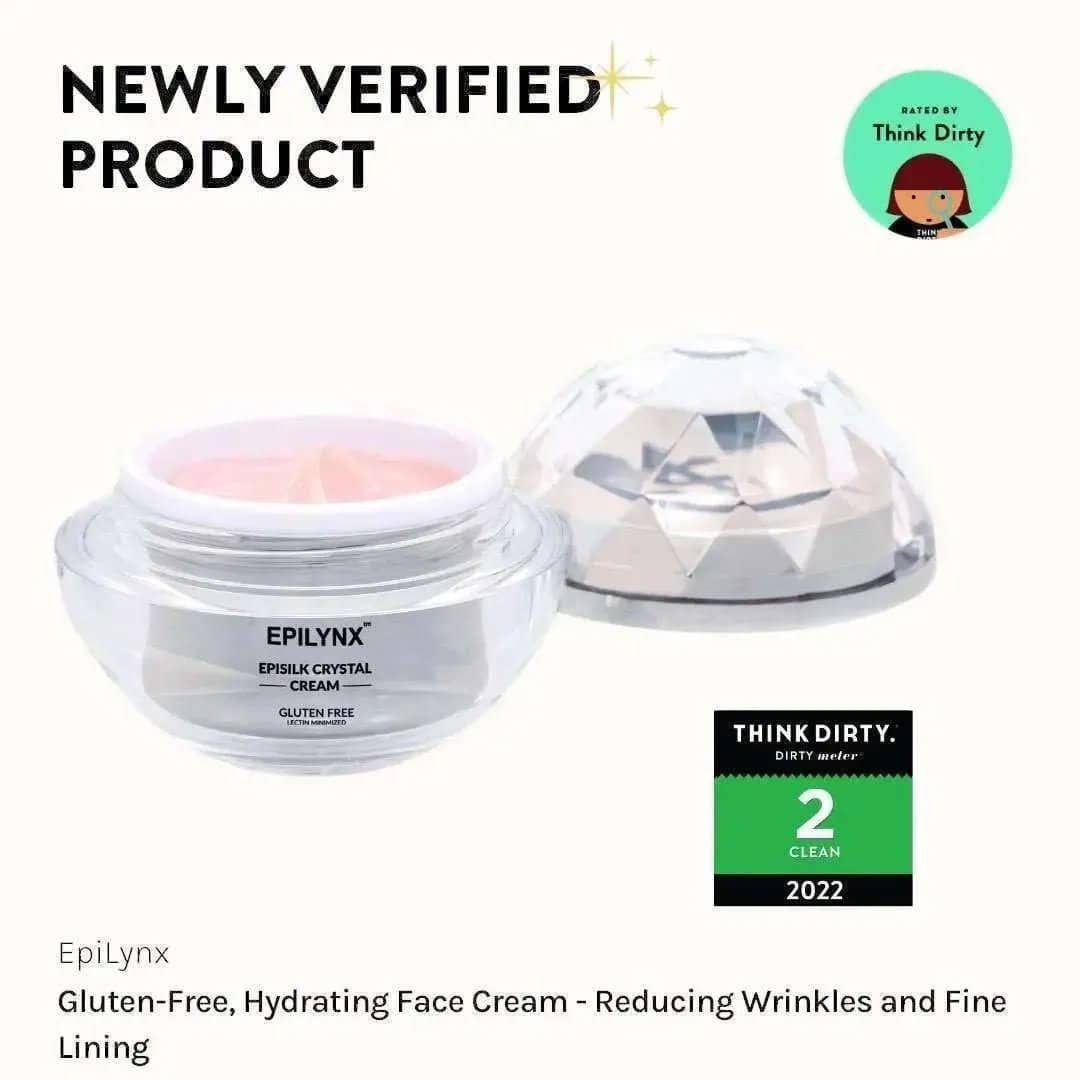 NEWLY VERIFIED
PRODUCT
RATED BY
Think Dirty
EPILYNX™
EPISILK CRYSTAL
CREAM
GLUTEN FREE
LECTIN MINIMIZED
THINK DIRTY.
DIRTY meter
2
CLEAN
2022
EpiLynx
Gluten-Free, Hydrating Face Cream - Reducing Wrinkles and Fine
Lining